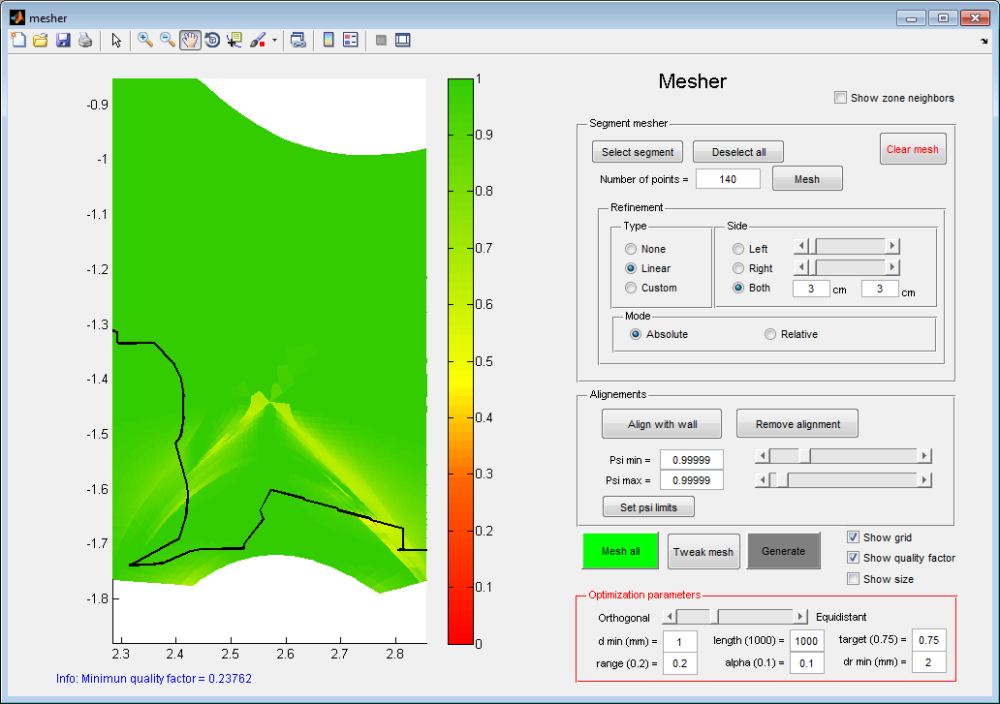 mesher
Mesher
Show zone neighbors
Segment mesher
Select segment Deselect all Clear mesh
Number of points = 140 Mesh
Refinement
Type Side
None Left
Linear Right
Custom Both 3 cm 3 cm
Mode
Absolute Relative
Alignements
Align with wall Remove alignment
Psi min = 0.99999
Psi max = 0.99999
Set psi limits
Mesh all Tweak mesh Generate
Show grid
Show quality factor
Show size
Optimization parameters
Orthogonal Equidistant
d min (mm) = 1 length (1000) = 1000 target (0.75) = 0.75
range (0.2) = 0.2 alpha (0.1) = 0.1 dr min (mm) = 2
-0.9
-1
-1.1
-1.2
-1.3
-1.4
-1.5
-1.6
-1.7
-1.8
2.3 2.4 2.5 2.6 2.7 2.8
1
0.9
0.8
0.7
0.6
0.5
0.4
0.3
0.2
0.1
0
Info: Minimun quality factor = 0.23762